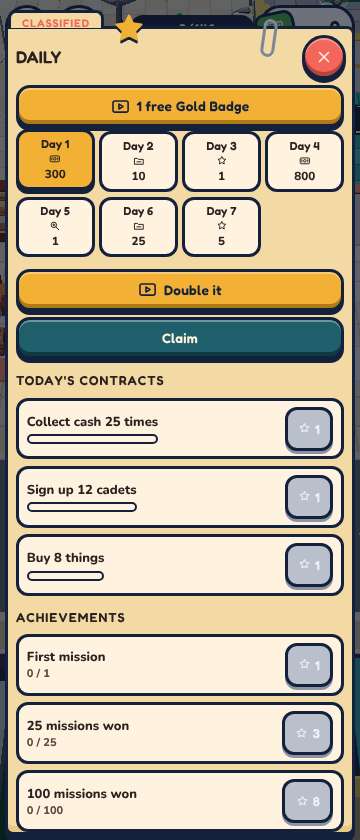 CLASSIFIED
DAILY
1 free Gold Badge
Day 1
300
Day 2
10
Day 3
1
Day 4
800
Day 5
1
Day 6
25
Day 7
5
Double it
Claim
TODAY'S CONTRACTS
Collect cash 25 times
1
Sign up 12 cadets
1
Buy 8 things
1
ACHIEVEMENTS
First mission
0 / 1
1
25 missions won
0 / 25
3
100 missions won
0 / 100
8